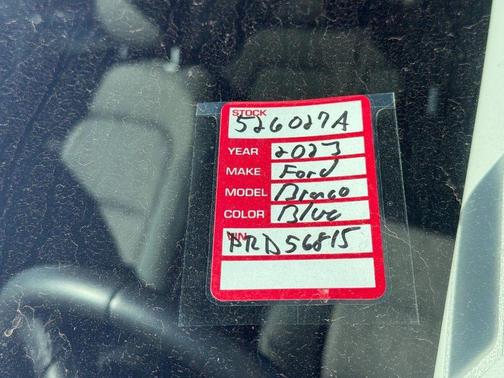 STOCK
526027A
YEAR 2023
MAKE Ford
MODEL Bronco
COLOR Blue
VIN
PRD56815